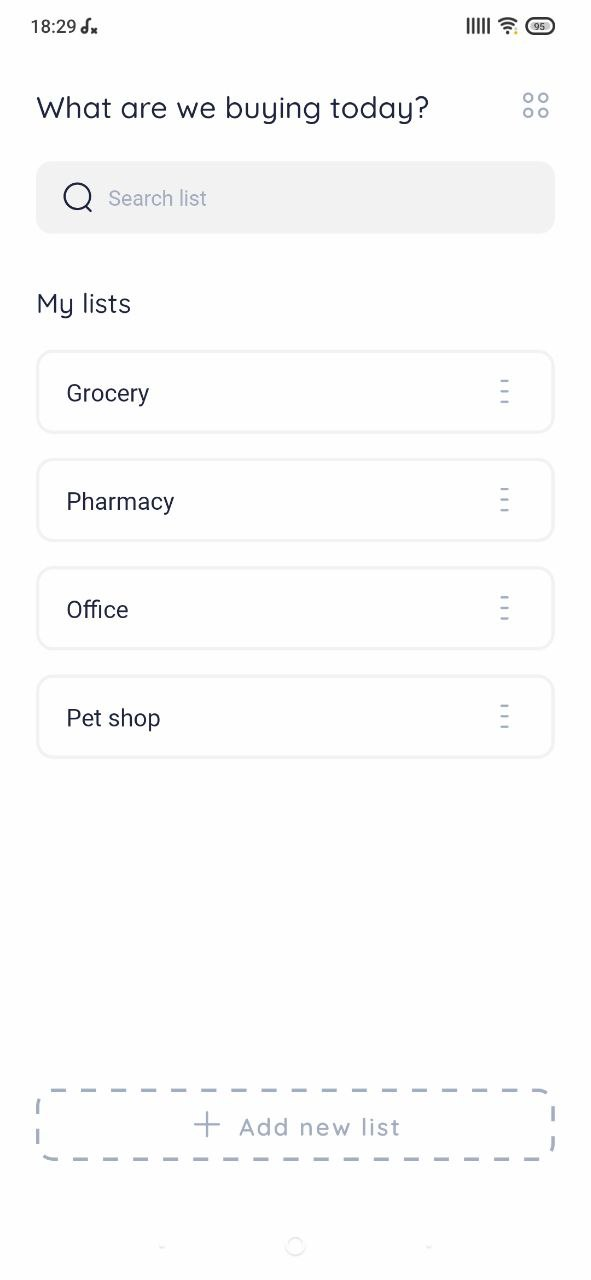 18:29
95
What are we buying today?
Search list
My lists
Grocery
Pharmacy
Office
Pet shop
Add new list